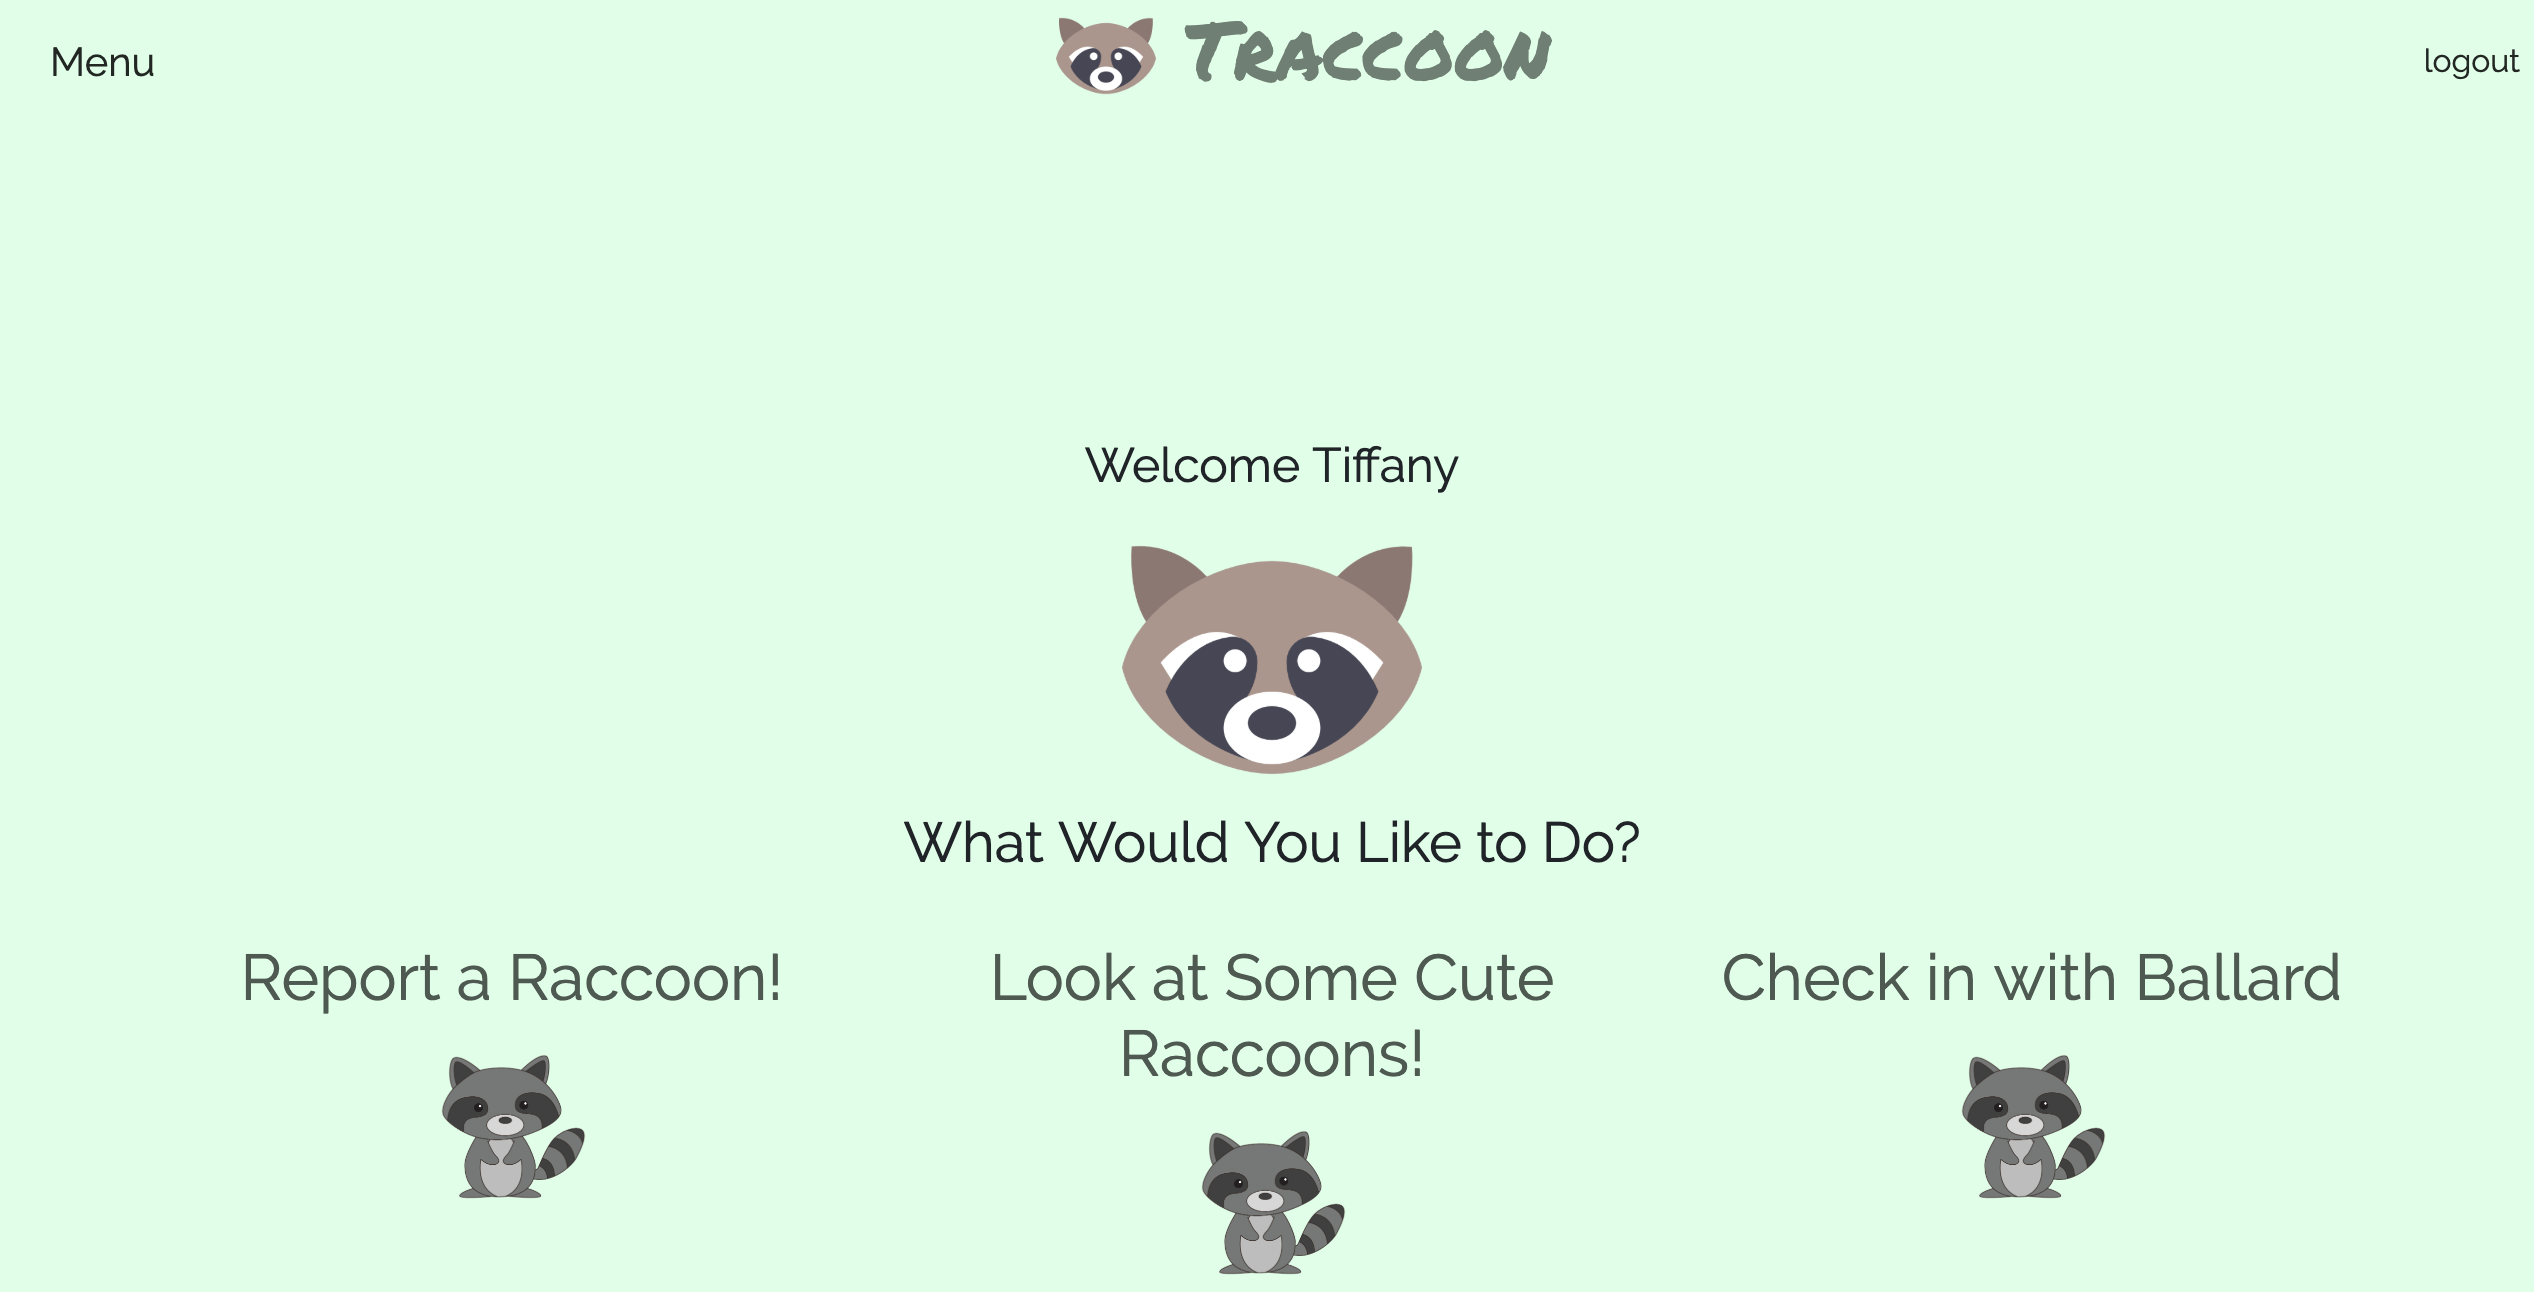 Menu
TRACCOON
logout
Welcome Tiffany
What Would You Like to Do?
Report a Raccoon!
Look at Some Cute
Raccoons!
Check in with Ballard